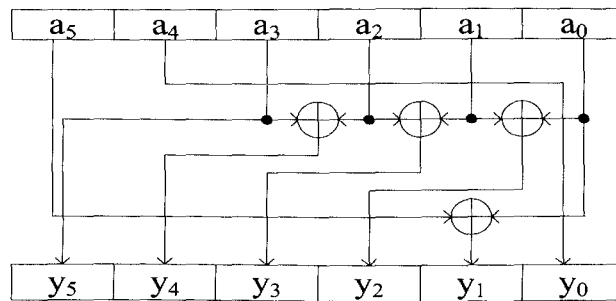 a₅ a₄ a₃ a₂ a₁ a₀
y₅ y₄ y₃ y₂ y₁ y₀